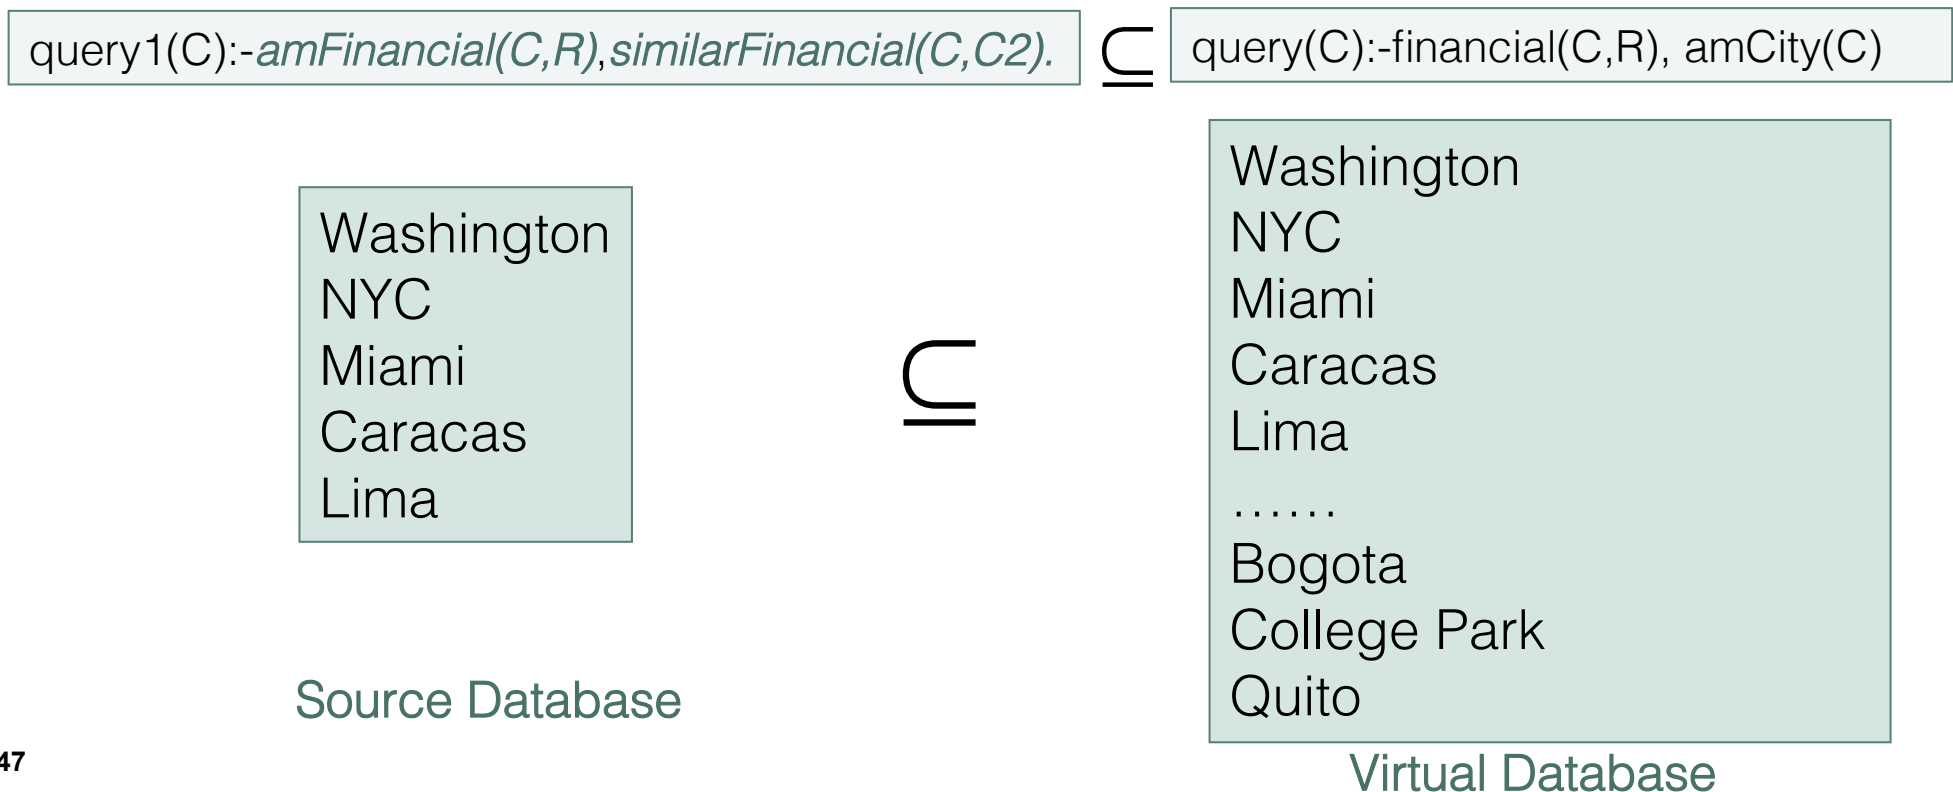 query1(C):-amFinancial(C,R),similarFinancial(C,C2).
⊆
query(C):-financial(C,R), amCity(C)
Washington
NYC
Miami
Caracas
Lima
Source Database
⊆
Washington
NYC
Miami
Caracas
Lima
......
Bogota
College Park
Quito
Virtual Database
47